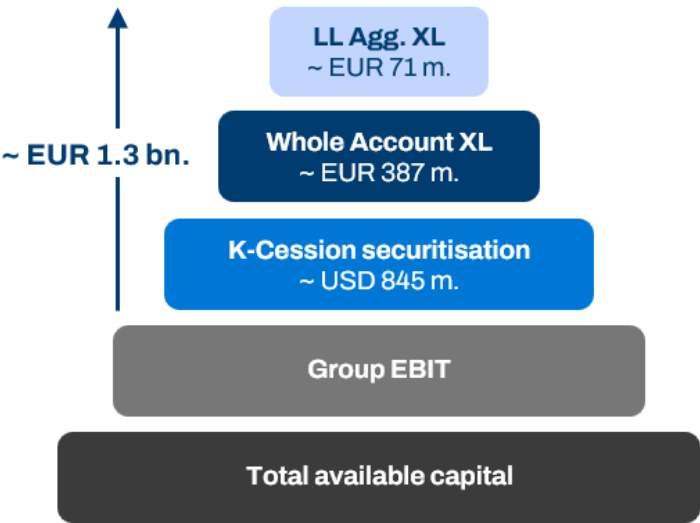 LL Agg. XL
~ EUR 71 m.
~ EUR 1.3 bn.
Whole Account XL
~ EUR 387 m.
K-Cession securitisation
~ USD 845 m.
Group EBIT
Total available capital